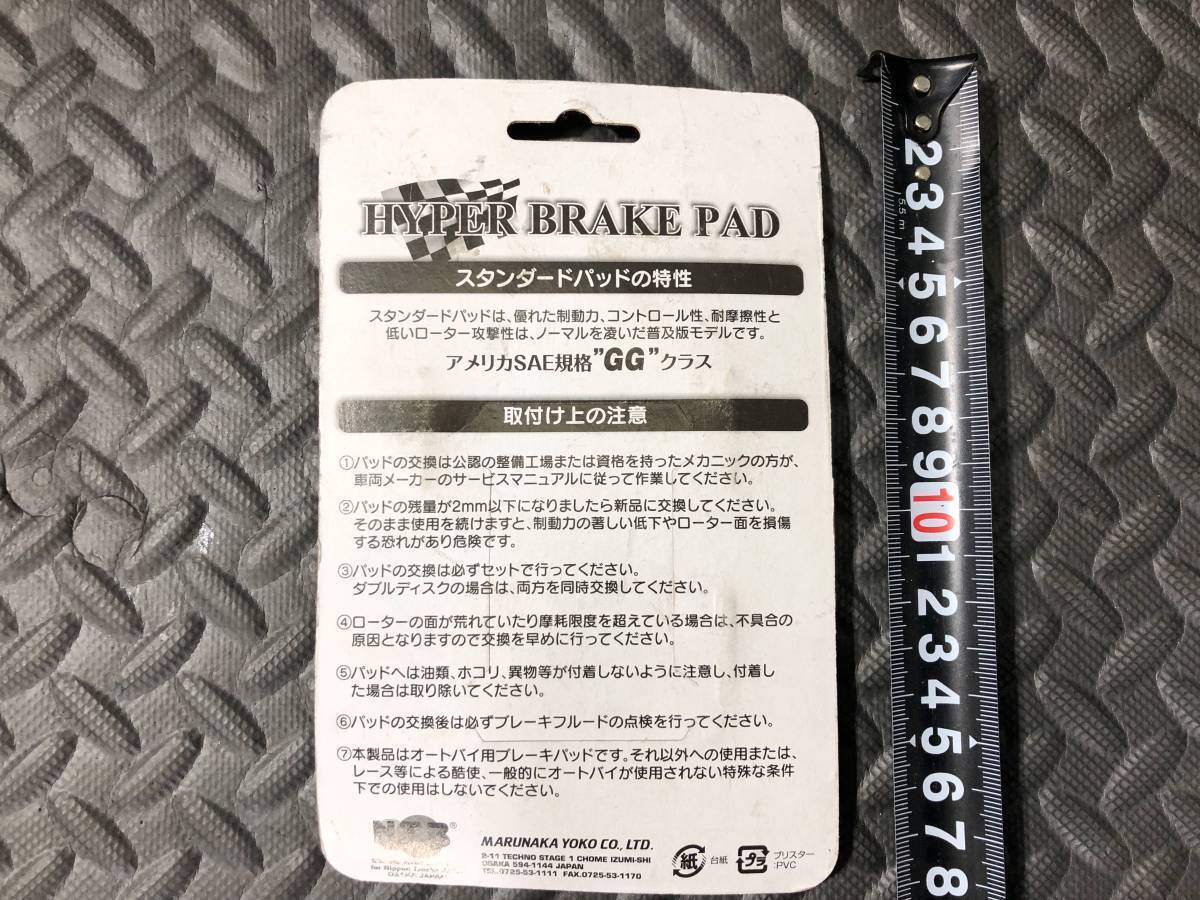 HYPER BRAKE PAD
スタンダードパッドの特性
スタンダードパッドは、優れた制動力、コントロール性、耐摩擦性と
低いローター攻撃性は、ノーマルを凌いだ普及版モデルです。
アメリカSAE規格"GG"クラス
取付け上の注意
①パッドの交換は公認の整備工場または資格を持ったメカニックの方が、
車両メーカーのサービスマニュアルに従って作業してください。
②パッドの残量が2mm以下になりましたら新品に交換してください。
そのまま使用を続けますと、制動力の著しい低下やローター面を損傷
する恐れがあり危険です。
③パッドの交換は必ずセットで行ってください。
ダブルディスクの場合は、両方を同時交換してください。
④ローターの面が荒れていたり摩耗限度を超えている場合は、不具合の
原因となりますので交換を早めに行ってください。
⑤パッドへは油類、ホコリ、異物等が付着しないように注意し、付着し
た場合は取り除いてください。
⑥パッドの交換後は必ずブレーキフルードの点検を行ってください。
⑦本製品はオートバイ用ブレーキパッドです。それ以外への使用または、
レース等による酷使、一般的にオートバイが使用されない特殊な条件
下での使用はしないでください。
MARUNAKA YOKO CO., LTD.
2-11 TECHNO STAGE 1 CHOME IZUMI-SHI
OSAKA 594-1144 JAPAN
TEL.0725-53-1111 FAX.0725-53-1170
紙 台紙
プラ ブリスター
:PVC
5.5 m
2 3 4 5 6 7 8 9 10 1 2 3 4 5 6 7 8